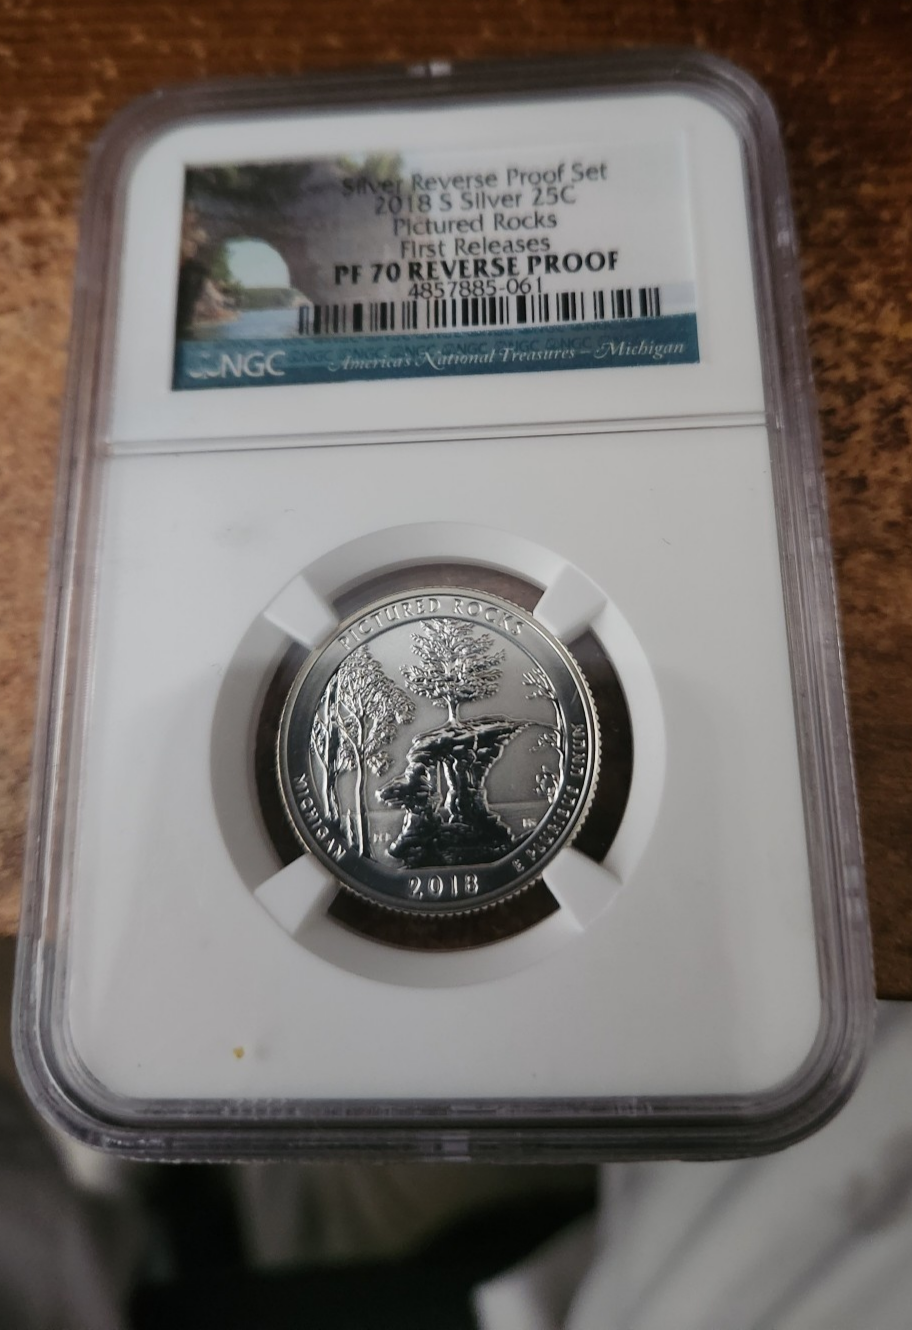 Silver Reverse Proof Set
2018 S Silver 25C
Pictured Rocks
First Releases
PF 70 REVERSE PROOF
4857885-061
NGC
America's National Treasures – Michigan
PICTURED ROCKS
MICHIGAN
E PLURIBUS UNUM
2018